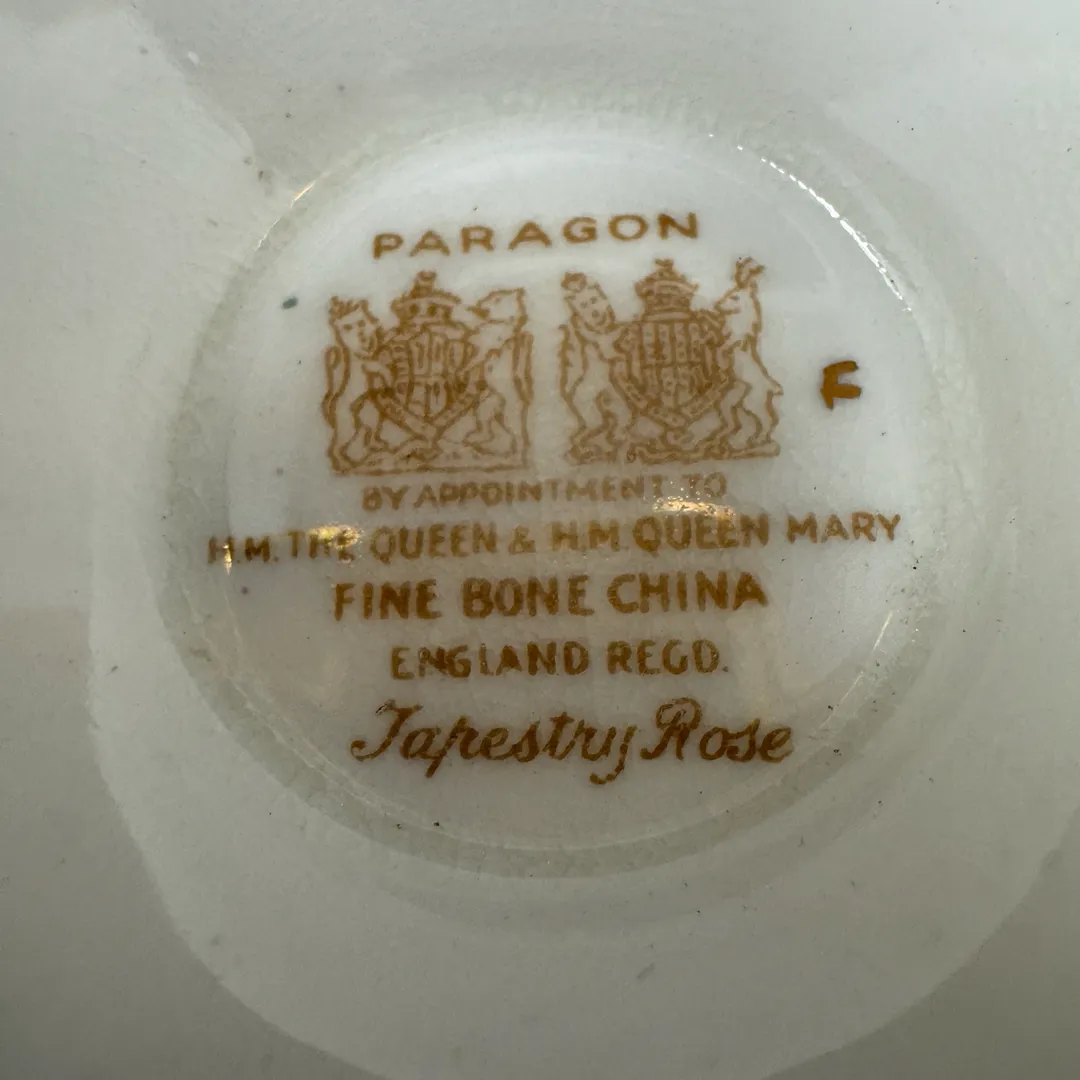 PARAGON
F
BY APPOINTMENT TO
H.M. THE QUEEN & H.M. QUEEN MARY
FINE BONE CHINA
ENGLAND REGD.
Tapestry Rose